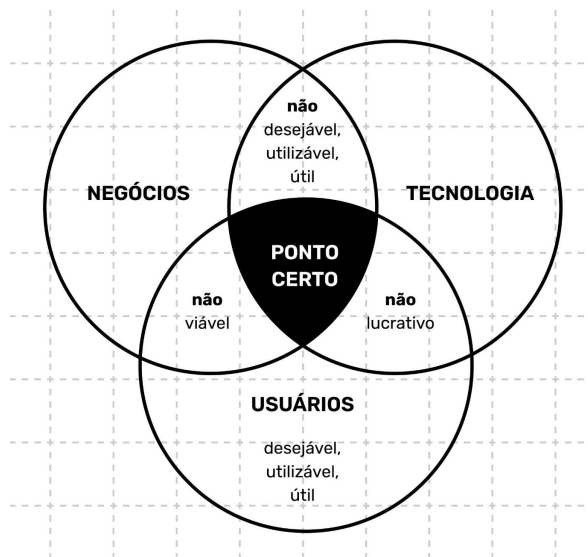 não
desejável,
utilizável,
útil
NEGÓCIOS
TECNOLOGIA
PONTO
CERTO
não
viável
não
lucrativo
USUÁRIOS
desejável,
utilizável,
útil